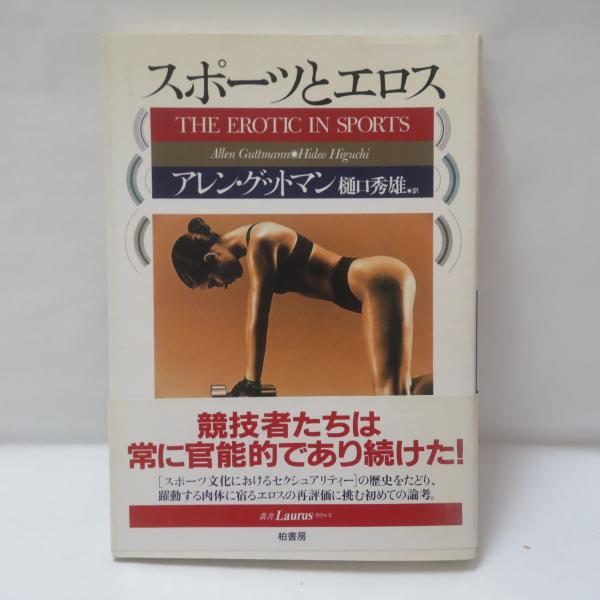 スポーツとエロス
THE EROTIC IN SPORTS
Allen Guttmann Hideo Higuchi
アレン・グットマン 樋口秀雄・訳
競技者たちは
常に官能的であり続けた!
[スポーツ文化におけるセクシュアリティー]の歴史をたどり、
躍動する肉体に宿るエロスの再評価に挑む初めての論考。
叢書 Laurus ラウルス
柏書房